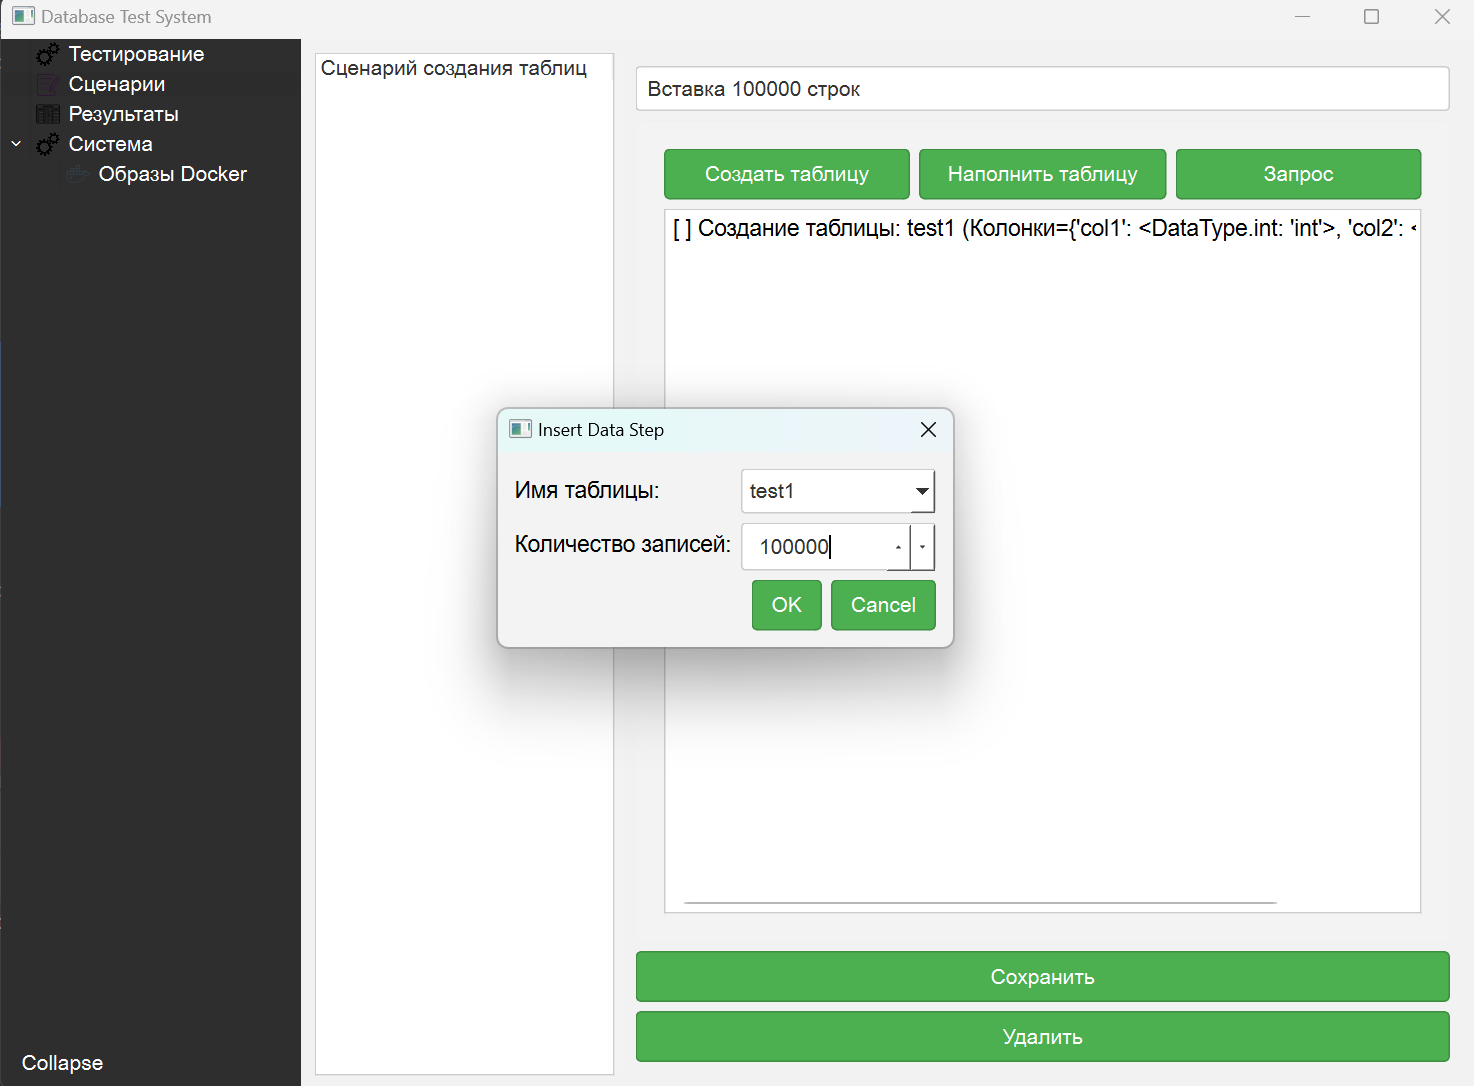 Database Test System
Тестирование
Сценарии
Результаты
Система
Образы Docker
Collapse
Сценарий создания таблиц
Вставка 100000 строк
Создать таблицу
Наполнить таблицу
Запрос
[ ] Создание таблицы: test1 (Колонки={'col1': <DataType.int: 'int'>, 'col2': <
Insert Data Step
Имя таблицы:
test1
Количество записей:
100000
OK
Cancel
Сохранить
Удалить